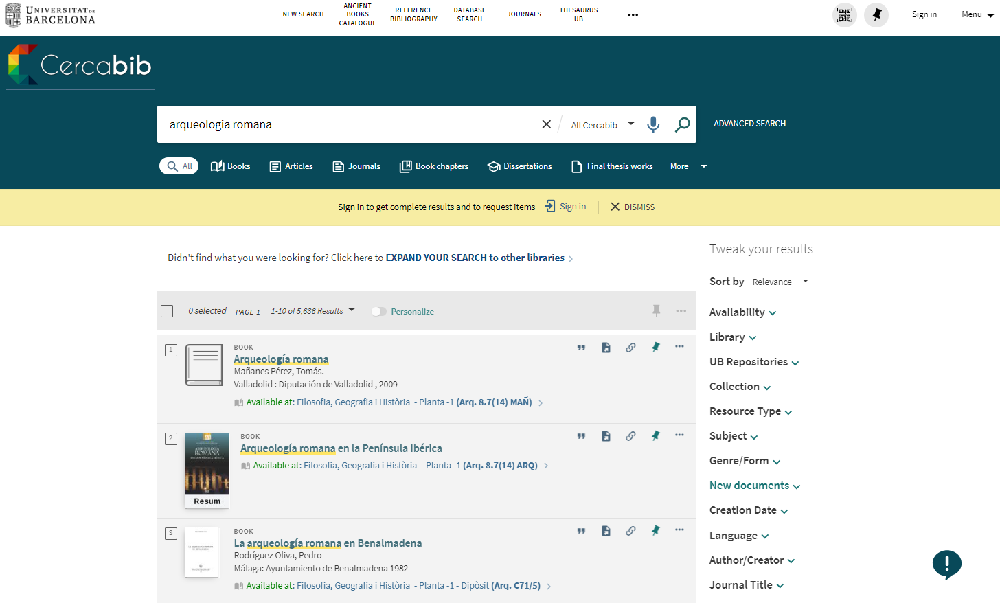 UNIVERSITAT DE
BARCELONA
NEW SEARCH
ANCIENT
BOOKS
CATALOGUE
REFERENCE
BIBLIOGRAPHY
DATABASE
SEARCH
JOURNALS
THESAURUS
UB
Sign in
Menu
Cercabib
arqueologia romana
All Cercabib
ADVANCED SEARCH
All
Books
Articles
Journals
Book chapters
Dissertations
Final thesis works
More
Sign in to get complete results and to request items
Sign in
DISMISS
Didn't find what you were looking for? Click here to EXPAND YOUR SEARCH to other libraries
0 selected PAGE 1 1-10 of 5,636 Results Personalize
1
BOOK
Arqueología romana
Mañanes Pérez, Tomás.
Valladolid : Diputación de Valladolid , 2009
Available at: Filosofia, Geografia i Història - Planta -1 (Arq. 8.7(14) MAÑ)
2
ARQUEOLOGÍA
ROMANA
EN LA PENÍNSULA IBÉRICA
Resum
BOOK
Arqueología romana en la Península Ibérica
Available at: Filosofia, Geografia i Història - Planta -1 (Arq. 8.7(14) ARQ)
3
LA ARQUEOLOGIA ROMANA
EN BENALMADENA
BOOK
La arqueología romana en Benalmadena
Rodríguez Oliva, Pedro
Málaga: Ayuntamiento de Benalmadena 1982
Available at: Filosofia, Geografia i Història - Planta -1 - Dipòsit (Arq. C71/5)
Tweak your results
Sort by Relevance
Availability
Library
UB Repositories
Collection
Resource Type
Subject
Genre/Form
New documents
Creation Date
Language
Author/Creator
Journal Title